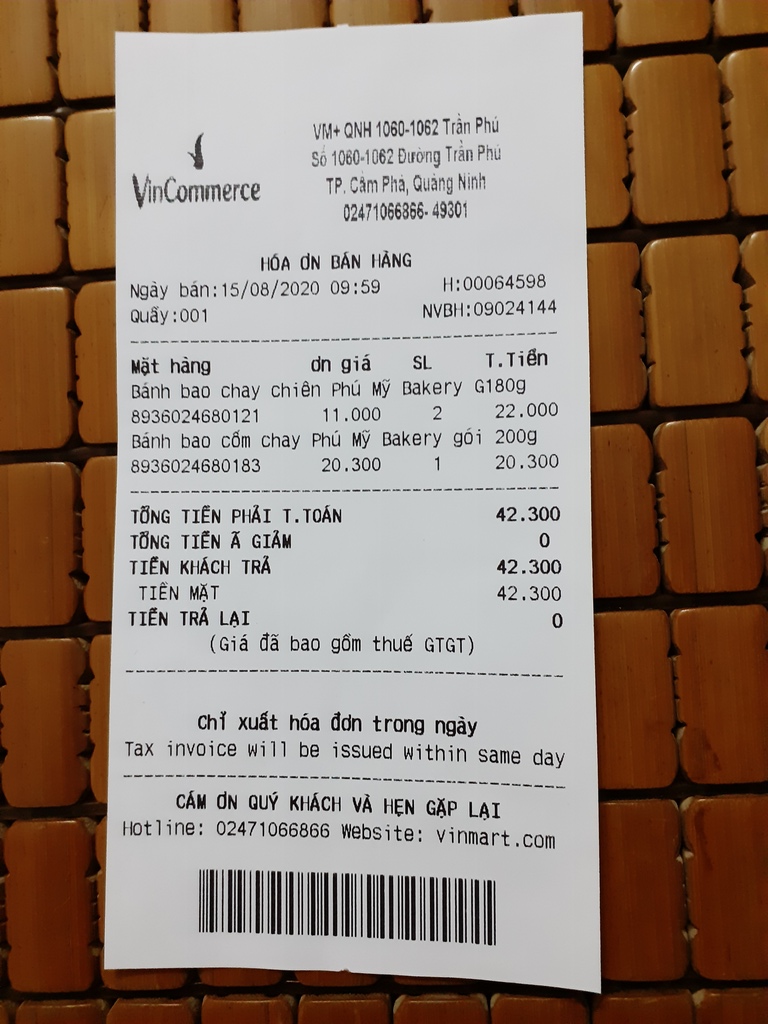 VinCommerce
VM+ QNH 1060-1062 Trần Phú
Số 1060-1062 Đường Trần Phú
TP. Cẩm Phả, Quảng Ninh
02471066866- 49301
HÓA ƠN BÁN HÀNG
Ngày bán:15/08/2020 09:59 H:00064598
Quầy:001 NVBH:09024144
Mặt hàng ơn giá SL T.Tiền
Bánh bao chay chiên Phú Mỹ Bakery G180g
8936024680121 11.000 2 22.000
Bánh bao cốm chay Phú Mỹ Bakery gói 200g
8936024680183 20.300 1 20.300
TỔNG TIỀN PHẢI T.TOÁN 42.300
TỔNG TIỀN Ã GIẢM 0
TIỀN KHÁCH TRẢ 42.300
TIỀN MẶT 42.300
TIỀN TRẢ LẠI 0
(Giá đã bao gồm thuế GTGT)
Chỉ xuất hóa đơn trong ngày
Tax invoice will be issued within same day
CẢM ƠN QUÝ KHÁCH VÀ HẸN GẶP LẠI
Hotline: 02471066866 Website: vinmart.com